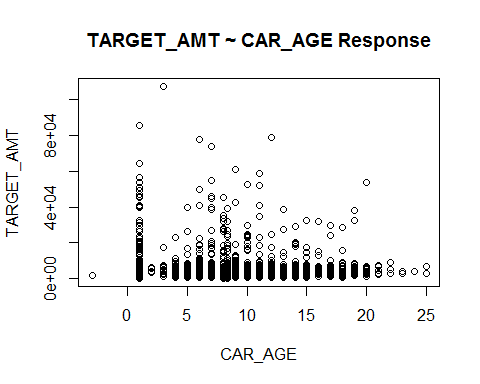 TARGET_AMT ~ CAR_AGE Response
TARGET_AMT
8e+04
4e+04
0e+00
0 5 10 15 20 25
CAR_AGE